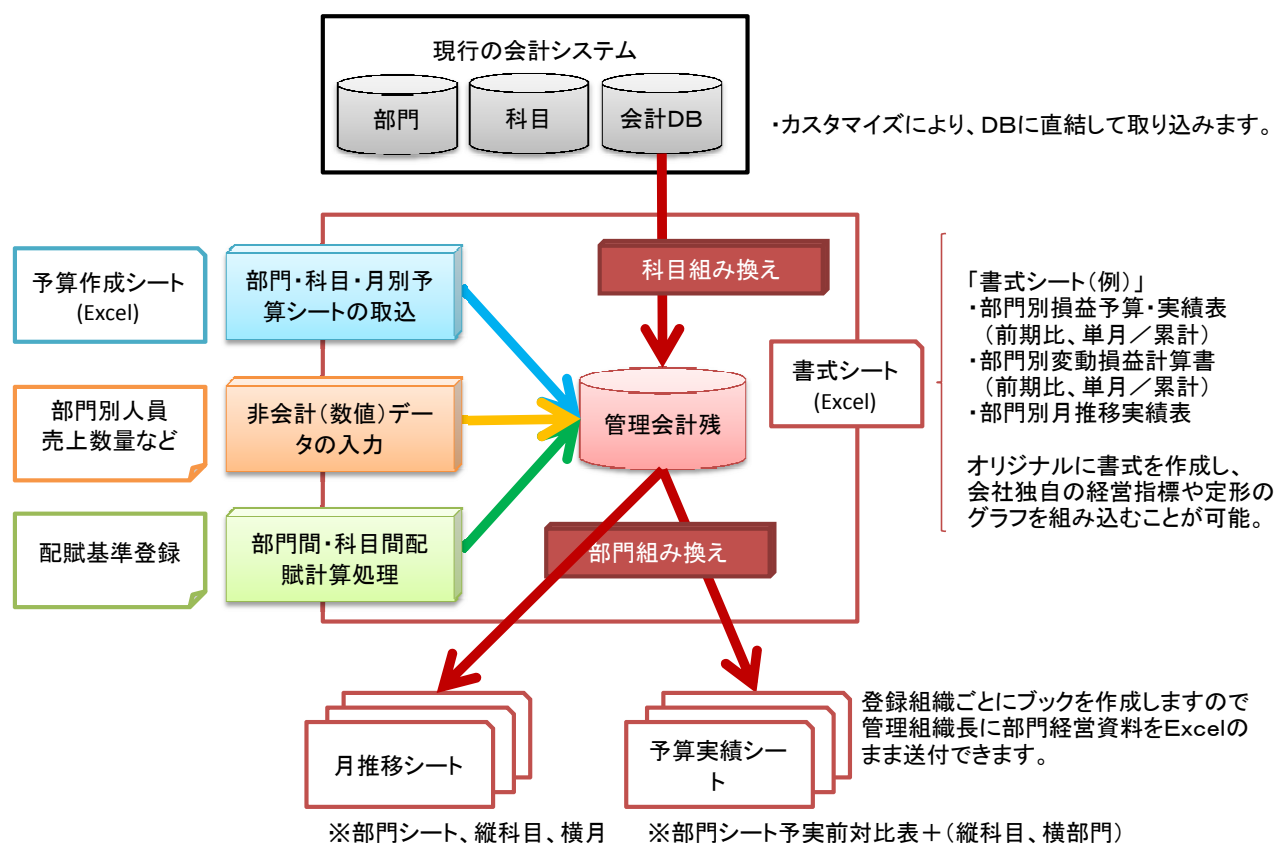 現行の会計システム
部門
科目
会計DB
・カスタマイズにより、DBに直結して取り込みます。
予算作成シート
(Excel)
部門・科目・月別予
算シートの取込
科目組み換え
部門別人員
売上数量など
非会計(数値)デー
タの入力
管理会計残
書式シート
(Excel)
「書式シート(例)」
・部門別損益予算・実績表
(前期比、単月/累計)
・部門別変動損益計算書
(前期比、単月/累計)
・部門別月推移実績表
オリジナルに書式を作成し、
会社独自の経営指標や定形の
グラフを組み込むことが可能。
配賦基準登録
部門間・科目間配
賦計算処理
部門組み換え
月推移シート
予算実績シー
ト
登録組織ごとにブックを作成しますので
管理組織長に部門経営資料をExcelの
まま送付できます。
※部門シート、縦科目、横月
※部門シート予実前対比表+(縦科目、横部門)